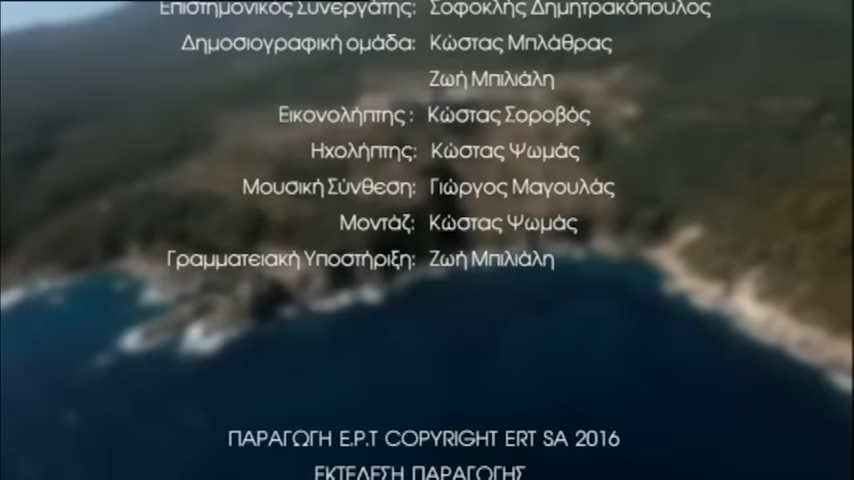 Επιστημονικός Συνεργάτης: Σοφοκλής Δημητρακόπουλος
Δημοσιογραφική ομάδα: Κώστας Μπλάθρας
Ζωή Μπιλιάλη
Εικονολήπτης : Κώστας Σοροβός
Ηχολήπτης: Κώστας Ψωμάς
Μουσική Σύνθεση: Γιώργος Μαγουλάς
Μοντάζ: Κώστας Ψωμάς
Γραμματειακή Υποστήριξη: Ζωή Μπιλιάλη
ΠΑΡΑΓΩΓΗ Ε.Ρ.Τ COPYRIGHT ERT SA 2016
ΕΚΤΕΛΕΣΗ ΠΑΡΑΓΩΓΗΣ